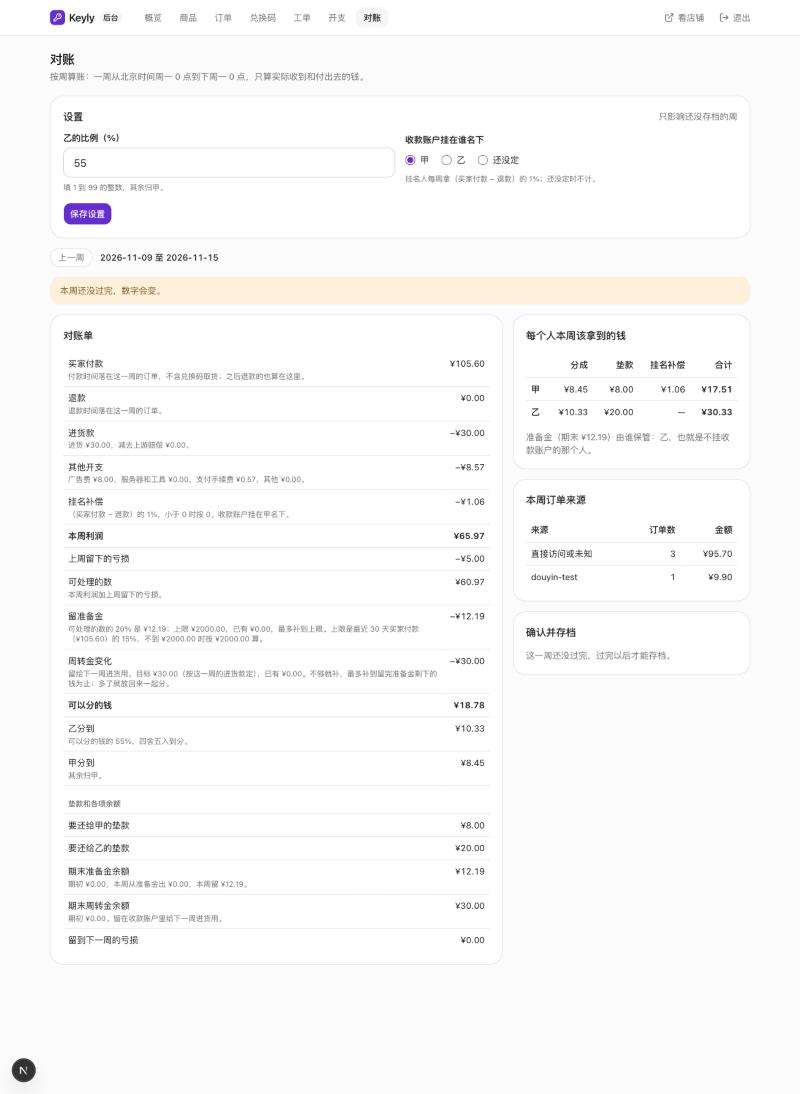 Keyly 后台 概览 商品 订单 兑换码 工单 开支 对账 看店铺 退出
对账
按周算账：一周从北京时间周一 0 点到下周一 0 点，只算实际收到和付出去的钱。
设置 只影响还没存档的周
乙的比例（%）
55
填 1 到 99 的整数，其余归甲。
保存设置
收款账户挂在谁名下
甲 乙 还没定
挂名人每周拿（买家付款 − 退款）的 1%；还没定时不计。
上一周 2026-11-09 至 2026-11-15
本周还没过完，数字会变。
对账单
买家付款 ¥105.60
付款时间落在这一周的订单，不含兑换码取货；之后退款的也算在这里。
退款 ¥0.00
退款时间落在这一周的订单。
进货款 −¥30.00
进货 ¥30.00，减去上游赔偿 ¥0.00。
其他开支 −¥8.57
广告费 ¥8.00，服务器和工具 ¥0.00，支付手续费 ¥0.57，其他 ¥0.00。
挂名补偿 −¥1.06
（买家付款 − 退款）的 1%，小于 0 时按 0。收款账户挂在甲名下。
本周利润 ¥65.97
上周留下的亏损 −¥5.00
可处理的数 ¥60.97
本周利润加上周留下的亏损。
留准备金 −¥12.19
可处理的数的 20% 是 ¥12.19；上限 ¥2000.00，已有 ¥0.00，最多补到上限。上限是最近 30 天买家付款
（¥105.60）的 15%，不到 ¥2000.00 时按 ¥2000.00 算。
周转金变化 −¥30.00
留给下一周进货用。目标 ¥30.00（按这一周的进货款定），已有 ¥0.00。不够就补，最多补到留完准备金剩下的
钱为止；多了就放回来一起分。
可以分的钱 ¥18.78
乙分到 ¥10.33
可以分的钱的 55%，四舍五入到分。
甲分到 ¥8.45
其余归甲。
垫款和各项余额
要还给甲的垫款 ¥8.00
要还给乙的垫款 ¥20.00
期末准备金余额 ¥12.19
期初 ¥0.00，本周从准备金出 ¥0.00，本周留 ¥12.19。
期末周转金余额 ¥30.00
期初 ¥0.00。留在收款账户里给下一周进货用。
留到下一周的亏损 ¥0.00
每个人本周该拿到的钱
分成 垫款 挂名补偿 合计
甲 ¥8.45 ¥8.00 ¥1.06 ¥17.51
乙 ¥10.33 ¥20.00 — ¥30.33
准备金（期末 ¥12.19）由谁保管：乙，也就是不挂收
款账户的那个人。
本周订单来源
来源 订单数 金额
直接访问或未知 3 ¥95.70
douyin-test 1 ¥9.90
确认并存档
这一周还没过完，过完以后才能存档。
N